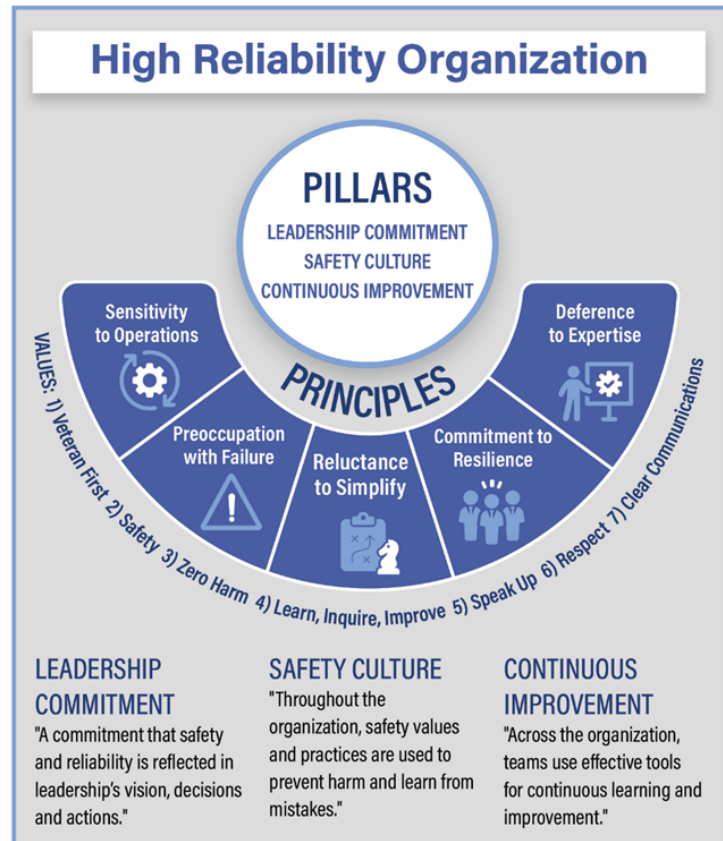 High Reliability Organization
PILLARS
LEADERSHIP COMMITMENT
SAFETY CULTURE
CONTINUOUS IMPROVEMENT
PRINCIPLES
Sensitivity
to Operations
Preoccupation
with Failure
Reluctance
to Simplify
Commitment to
Resilience
Deference
to Expertise
VALUES: 1) Veteran First 2) Safety 3) Zero Harm 4) Learn, Inquire, Improve 5) Speak Up 6) Respect 7) Clear Communications
LEADERSHIP
COMMITMENT
"A commitment that safety
and reliability is reflected in
leadership's vision, decisions
and actions."
SAFETY CULTURE
"Throughout the
organization, safety values
and practices are used to
prevent harm and learn from
mistakes."
CONTINUOUS
IMPROVEMENT
"Across the organization,
teams use effective tools
for continuous learning and
improvement."